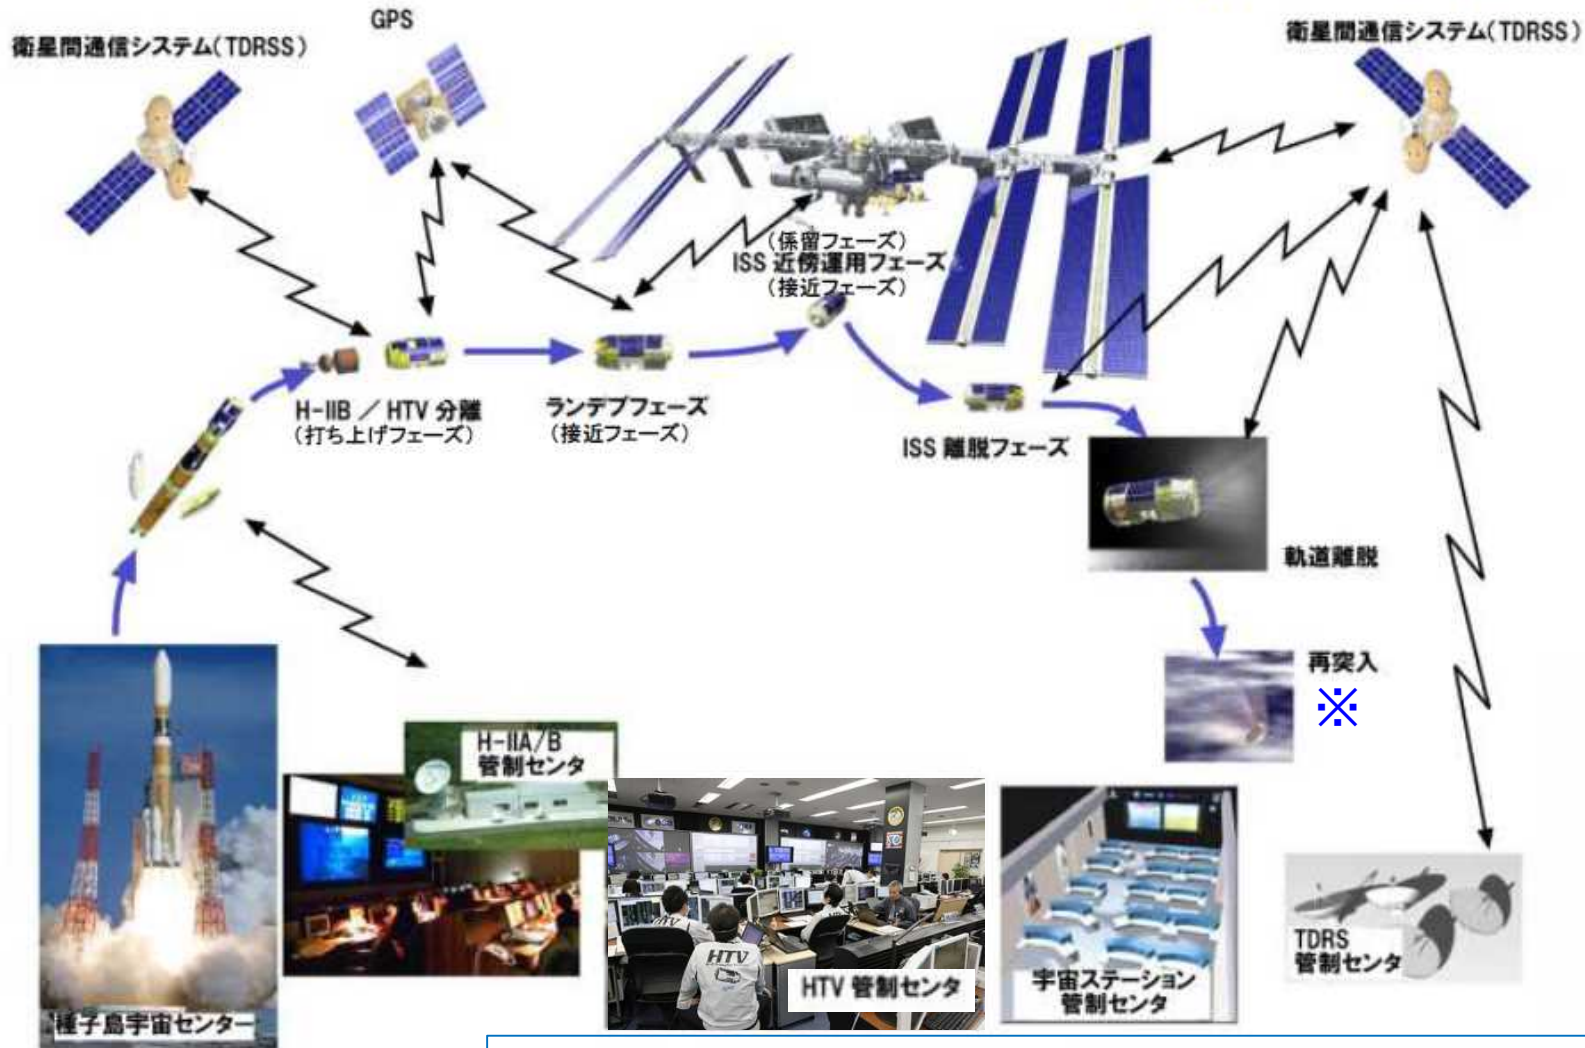 GPS
衛星間通信システム(TDRSS)
衛星間通信システム(TDRSS)
(係留フェーズ)
ISS 近傍運用フェーズ
(接近フェーズ)
H-IIB / HTV 分離
(打ち上げフェーズ)
ランデブフェーズ
(接近フェーズ)
ISS 離脱フェーズ
軌道離脱
再突入
※
H-IIA/B
管制センタ
HTV
HTV
HTV 管制センタ
宇宙ステーション
管制センタ
TDRS
管制センタ
種子島宇宙センター